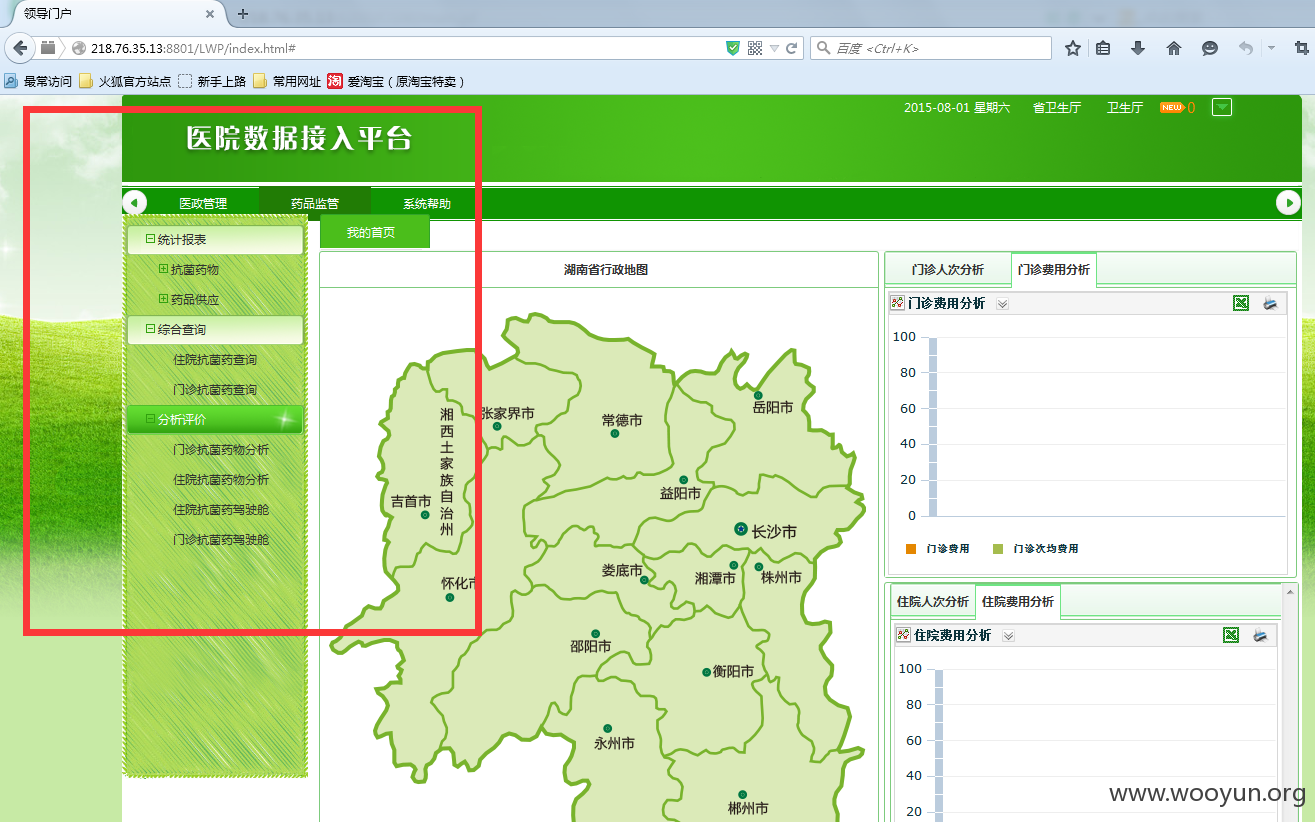 领导门户
218.76.35.13:8801/LWP/index.html#
百度 <Ctrl+K>
最常访问 火狐官方站点 新手上路 常用网址 淘 爱淘宝（原淘宝特卖）
2015-08-01 星期六 省卫生厅 卫生厅 NEW 0
医院数据接入平台
医政管理 药品监管 系统帮助
我的首页
统计报表
抗菌药物
药品供应
综合查询
住院抗菌药查询
门诊抗菌药查询
分析评价
门诊抗菌药物分析
住院抗菌药物分析
住院抗菌药驾驶舱
门诊抗菌药驾驶舱
湖南省行政地图
张家界市
常德市
岳阳市
湘西土家族自治州
吉首市
益阳市
长沙市
怀化市
娄底市
湘潭市
株洲市
邵阳市
衡阳市
永州市
郴州市
门诊人次分析 门诊费用分析
门诊费用分析
100
80
60
40
20
0
门诊费用 门诊次均费用
住院人次分析 住院费用分析
住院费用分析
100
80
60
40
20
www.wooyun.org